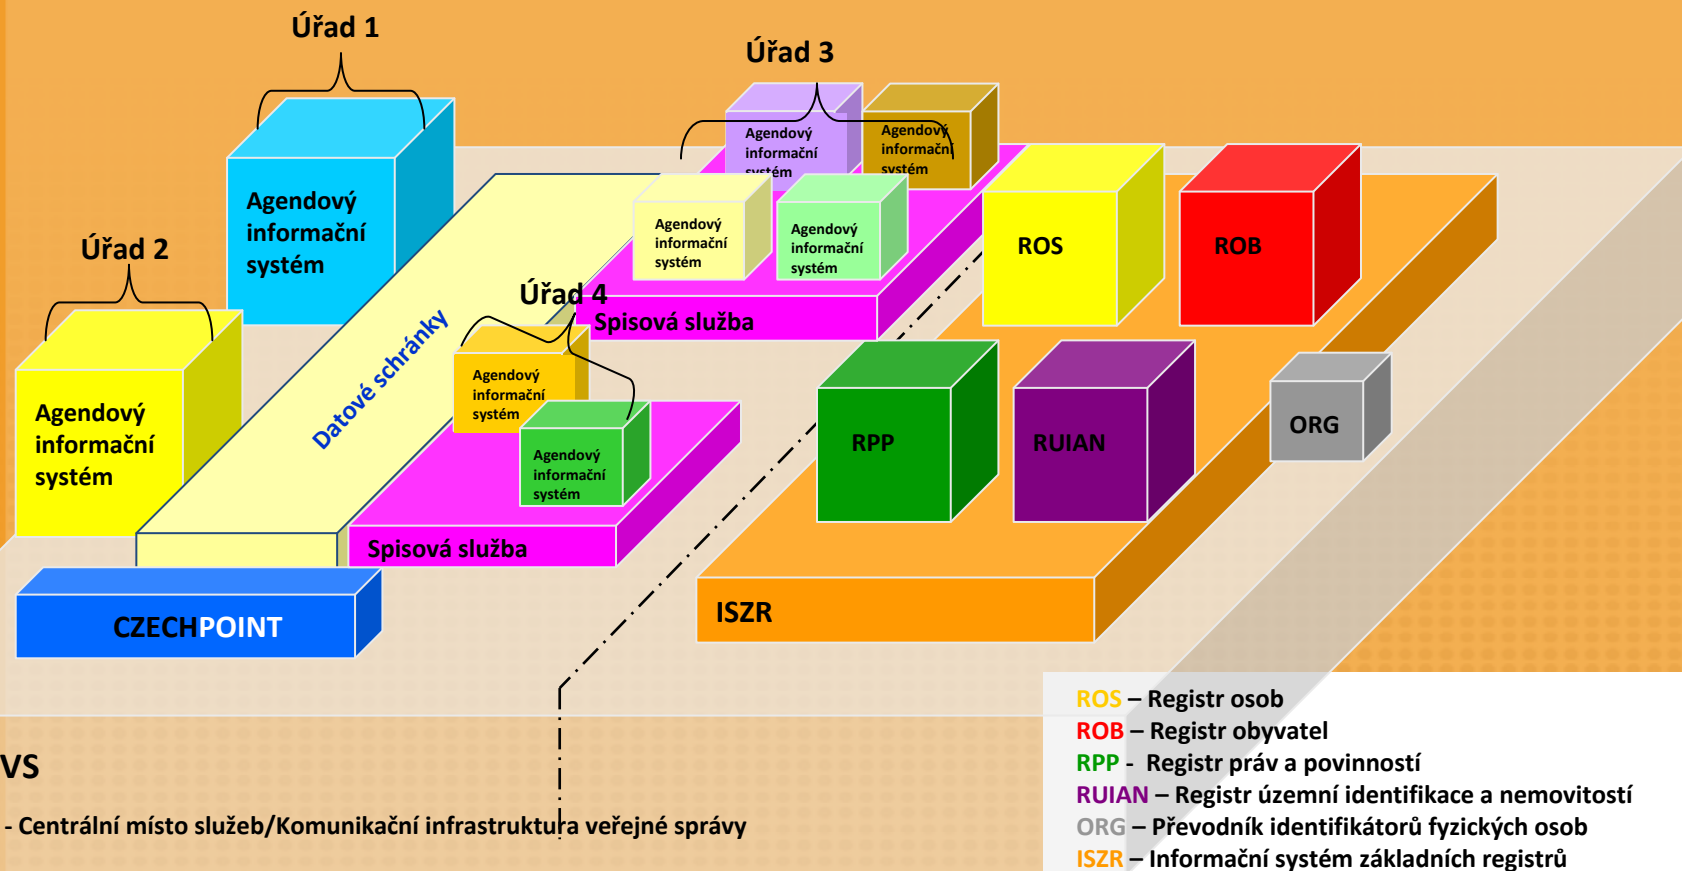 Úřad 1
Úřad 3
Agendový
informační
systém
Agendový
informační
systém
Agendový
informační
systém
Úřad 2
Agendový
informační
systém
Agendový
informační
systém
ROS
ROB
Úřad 4
Spisová služba
Datové schránky
Agendový
informační
systém
Agendový
informační
systém
Agendový
informační
systém
RPP
RUIAN
ORG
Spisová služba
CZECHPOINT
ISZR
ROS – Registr osob
ROB – Registr obyvatel
RPP - Registr práv a povinností
RUIAN – Registr územní identifikace a nemovitostí
ORG – Převodník identifikátorů fyzických osob
ISZR – Informační systém základních registrů
VS
- Centrální místo služeb/Komunikační infrastruktura veřejné správy